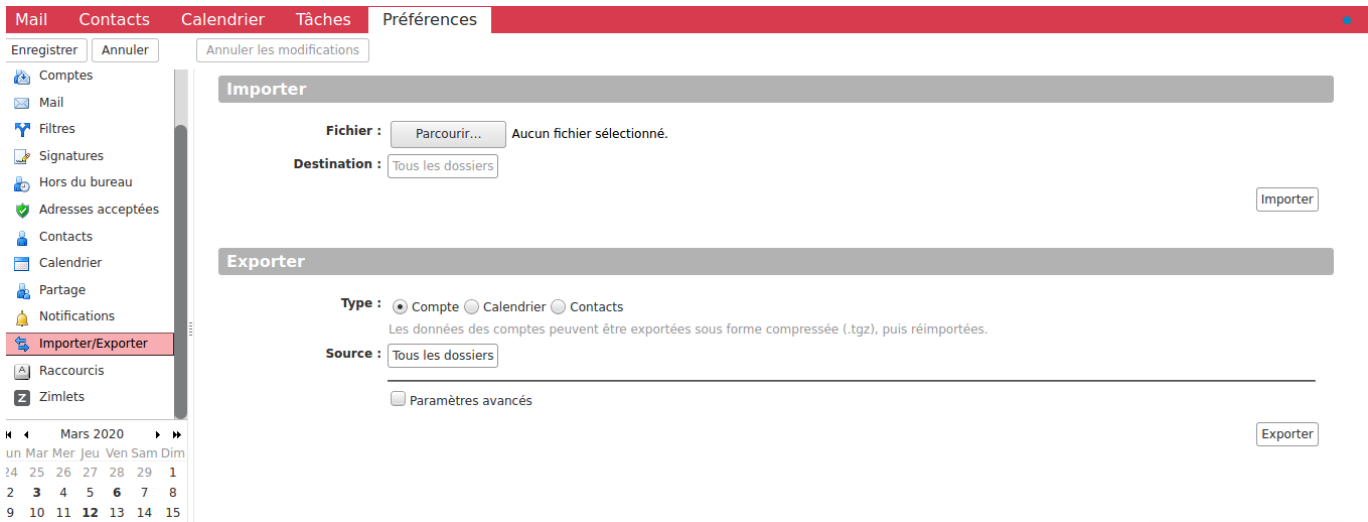 Mail Contacts Calendrier Tâches Préférences
Enregistrer Annuler Annuler les modifications
Comptes
Mail
Filtres
Signatures
Hors du bureau
Adresses acceptées
Contacts
Calendrier
Partage
Notifications
Importer/Exporter
Raccourcis
Zimlets
Mars 2020
un Mar Mer Jeu Ven Sam Dim
24 25 26 27 28 29 1
2 3 4 5 6 7 8
9 10 11 12 13 14 15
Importer
Fichier : Parcourir... Aucun fichier sélectionné.
Destination : Tous les dossiers
Importer
Exporter
Type : Compte Calendrier Contacts
Les données des comptes peuvent être exportées sous forme compressée (.tgz), puis réimportées.
Source : Tous les dossiers
Paramètres avancés
Exporter